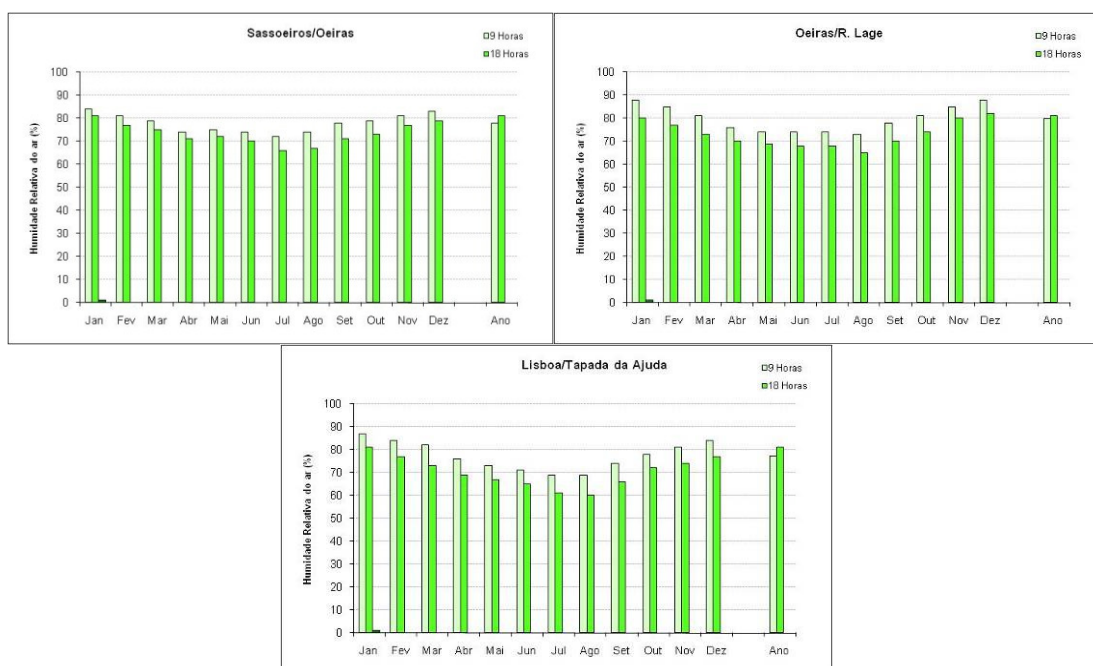 Sassoeiros/Oeiras
9 Horas
18 Horas
Humidade Relativa do ar (%)
100
90
80
70
60
50
40
30
20
10
0
Jan Fev Mar Abr Mai Jun Jul Ago Set Out Nov Dez Ano
Oeiras/R. Lage
9 Horas
18 Horas
Humidade Relativa do ar (%)
100
90
80
70
60
50
40
30
20
10
0
Jan Fev Mar Abr Mai Jun Jul Ago Set Out Nov Dez Ano
Lisboa/Tapada da Ajuda
9 Horas
18 Horas
Humidade Relativa do ar (%)
100
90
80
70
60
50
40
30
20
10
0
Jan Fev Mar Abr Mai Jun Jul Ago Set Out Nov Dez Ano